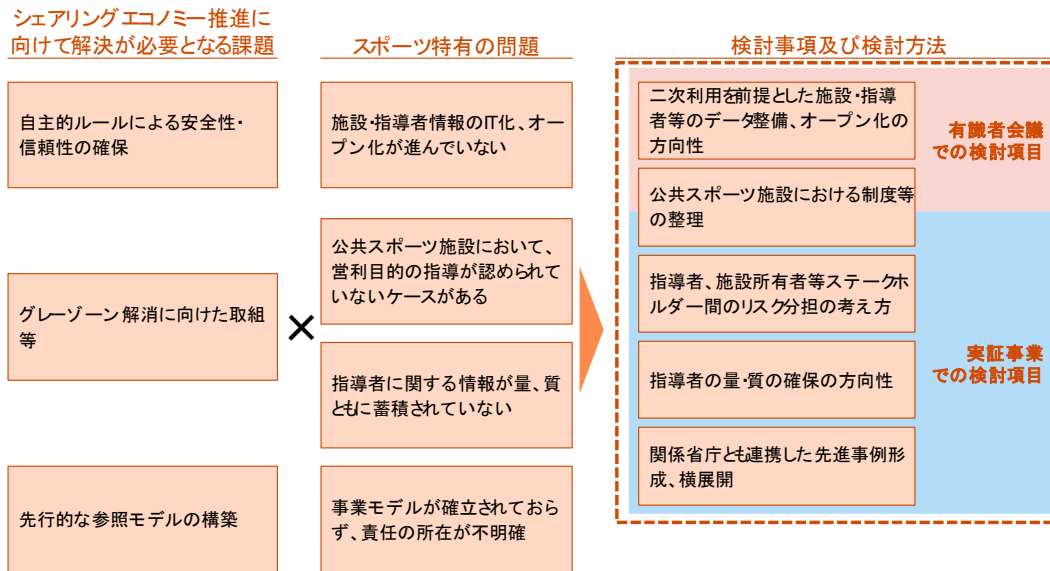 シェアリングエコノミー推進に
向けて解決が必要となる課題
自主的ルールによる安全性・
信頼性の確保
グレーゾーン解消に向けた取組
等
先行的な参照モデルの構築
×
スポーツ特有の問題
施設・指導者情報のIT化、オー
プン化が進んでいない
公共スポーツ施設において、
営利目的の指導が認められて
いないケースがある
指導者に関する情報が量、質
ともに蓄積されていない
事業モデルが確立されておら
ず、責任の所在が不明確
検討事項及び検討方法
二次利用を前提とした施設・指導
者等のデータ整備、オープン化の
方向性
公共スポーツ施設における制度等
の整理
指導者、施設所有者等ステークホ
ルダー間のリスク分担の考え方
指導者の量・質の確保の方向性
関係省庁とも連携した先進事例形
成、横展開
有識者会議
での検討項目
実証事業
での検討項目